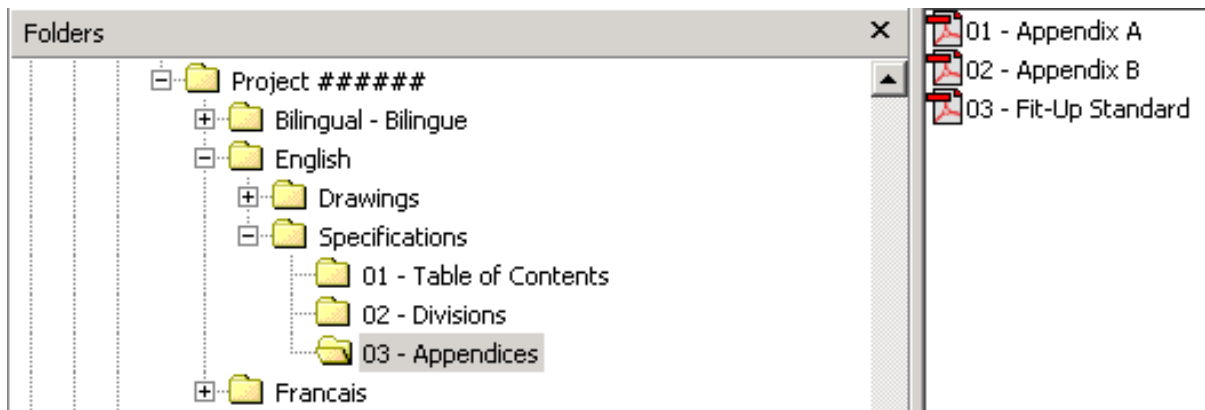 Folders
Project ######
Bilingual - Bilingue
English
Drawings
Specifications
01 - Table of Contents
02 - Divisions
03 - Appendices
Francais
01 - Appendix A
02 - Appendix B
03 - Fit-Up Standard